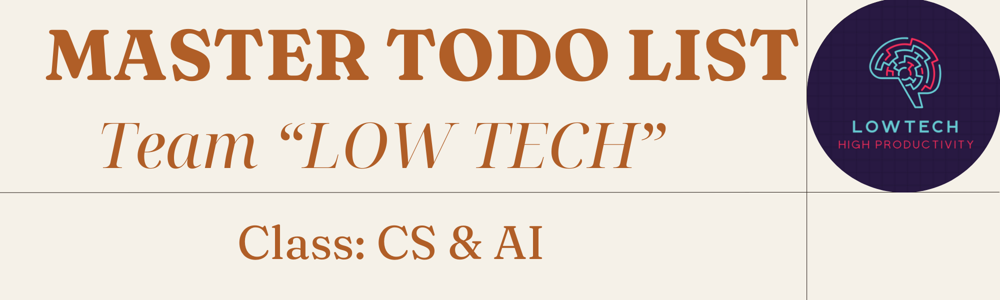 MASTER TODO LIST
Team “LOW TECH”
LOWTECH
HIGH PRODUCTIVITY
Class: CS & AI